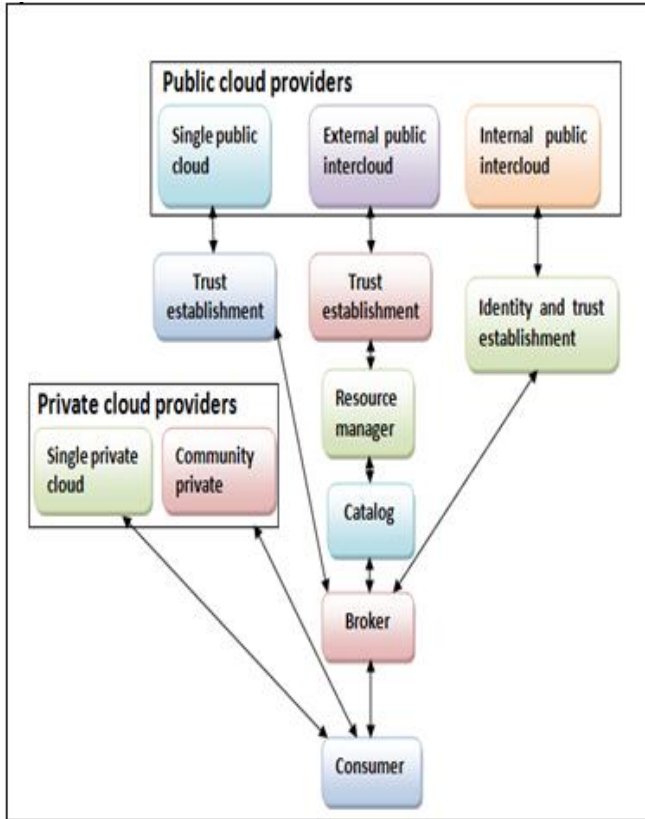 Public cloud providers
Single public
cloud
External public
intercloud
Internal public
intercloud
Trust
establishment
Trust
establishment
Identity and trust
establishment
Private cloud providers
Single private
cloud
Community
private
Resource
manager
Catalog
Broker
Consumer